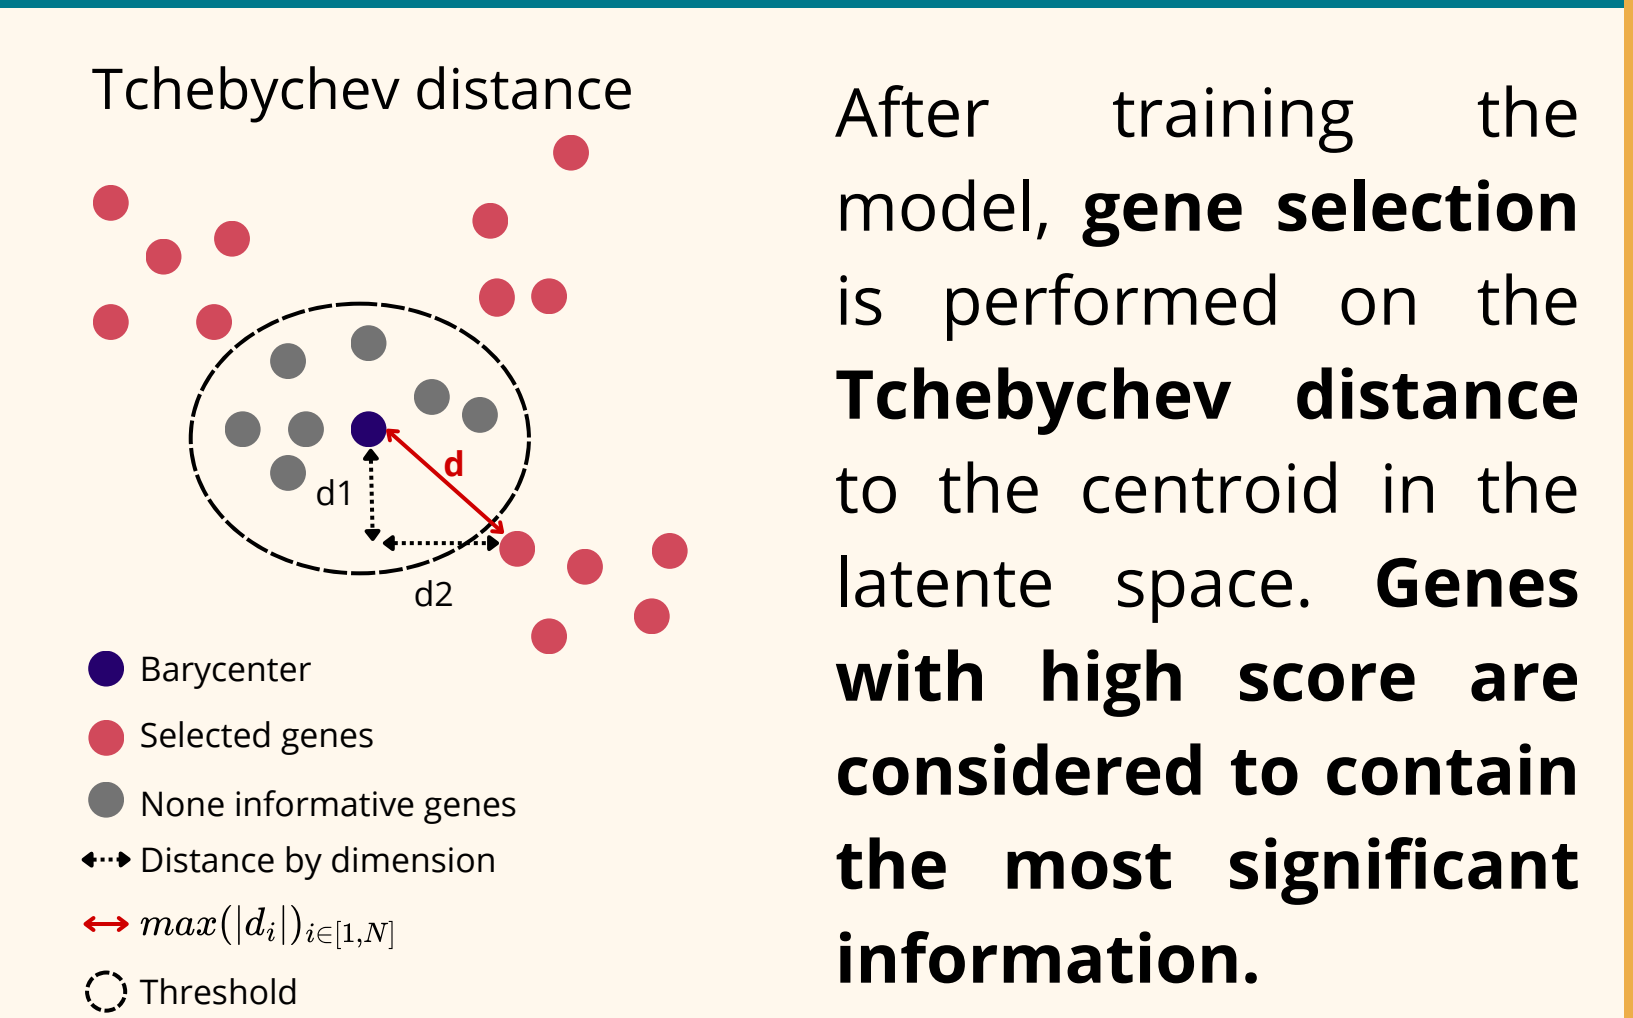 Tchebychev distance
d
d1
d2
Barycenter
Selected genes
None informative genes
Distance by dimension
max(|d_i|)_{i∈[1,N]}
Threshold
After training the
model, gene selection
is performed on the
Tchebychev distance
to the centroid in the
latente space. Genes
with high score are
considered to contain
the most significant
information.